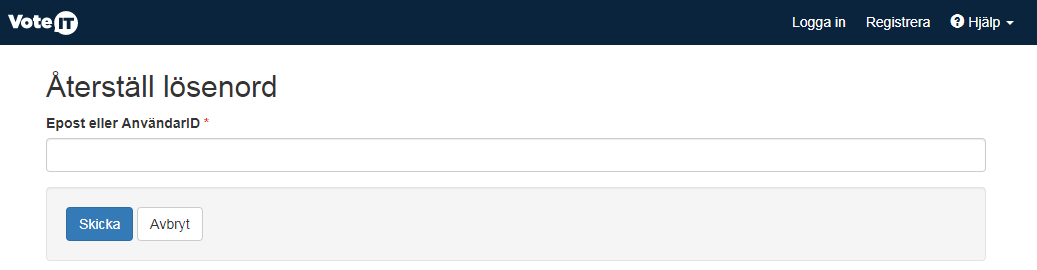 Vote IT
Logga in Registrera Hjälp
Återställ lösenord
Epost eller AnvändarID *
Skicka Avbryt